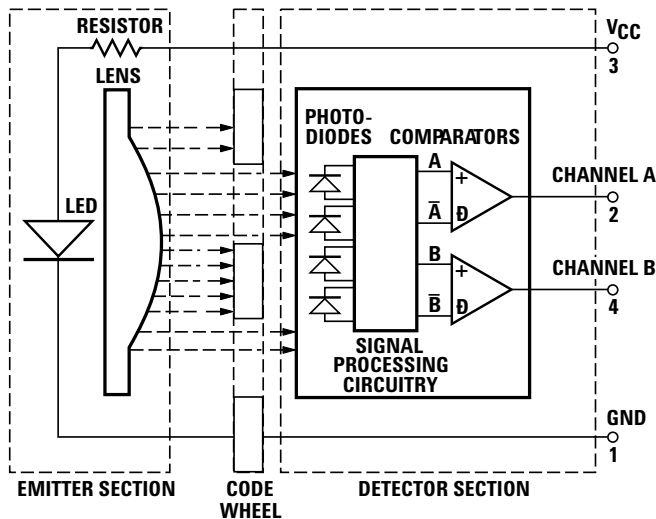 RESISTOR
LENS
LED
EMITTER SECTION
CODE
WHEEL
PHOTO-
DIODES
COMPARATORS
A
+
A̅
Đ
B
+
B̅
Đ
SIGNAL
PROCESSING
CIRCUITRY
DETECTOR SECTION
VCC
3
CHANNEL A
2
CHANNEL B
4
GND
1